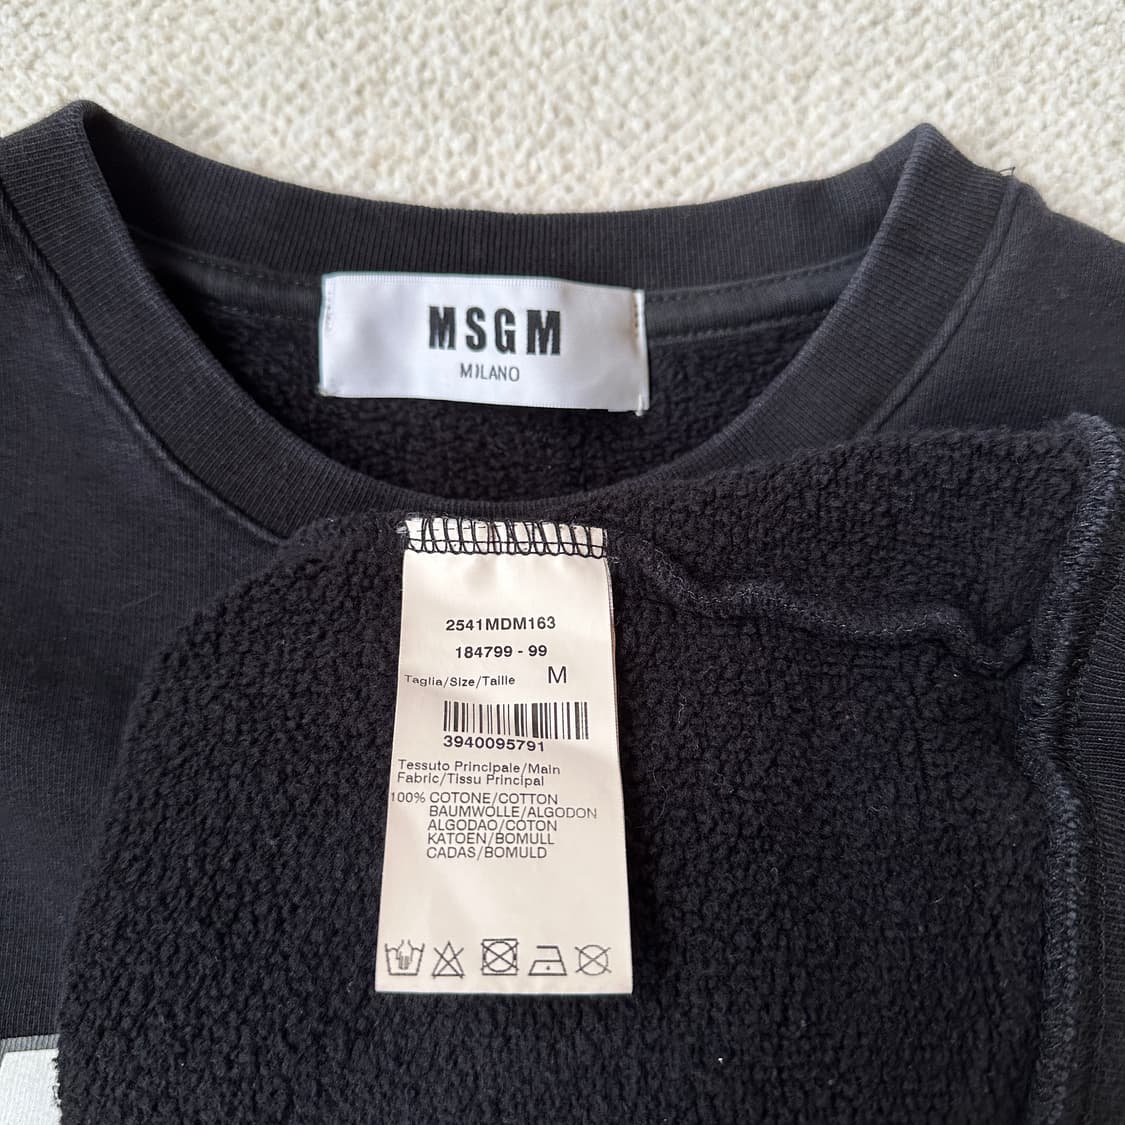 MSGM
MILANO
2541MDM163
184799 - 99
Taglia/Size/Taille M
3940095791
Tessuto Principale/Main
Fabric/Tissu Principal
100% COTONE/COTTON
BAUMWOLLE/ALGODON
ALGODAO/COTON
KATOEN/BOMULL
CADAS/BOMULD